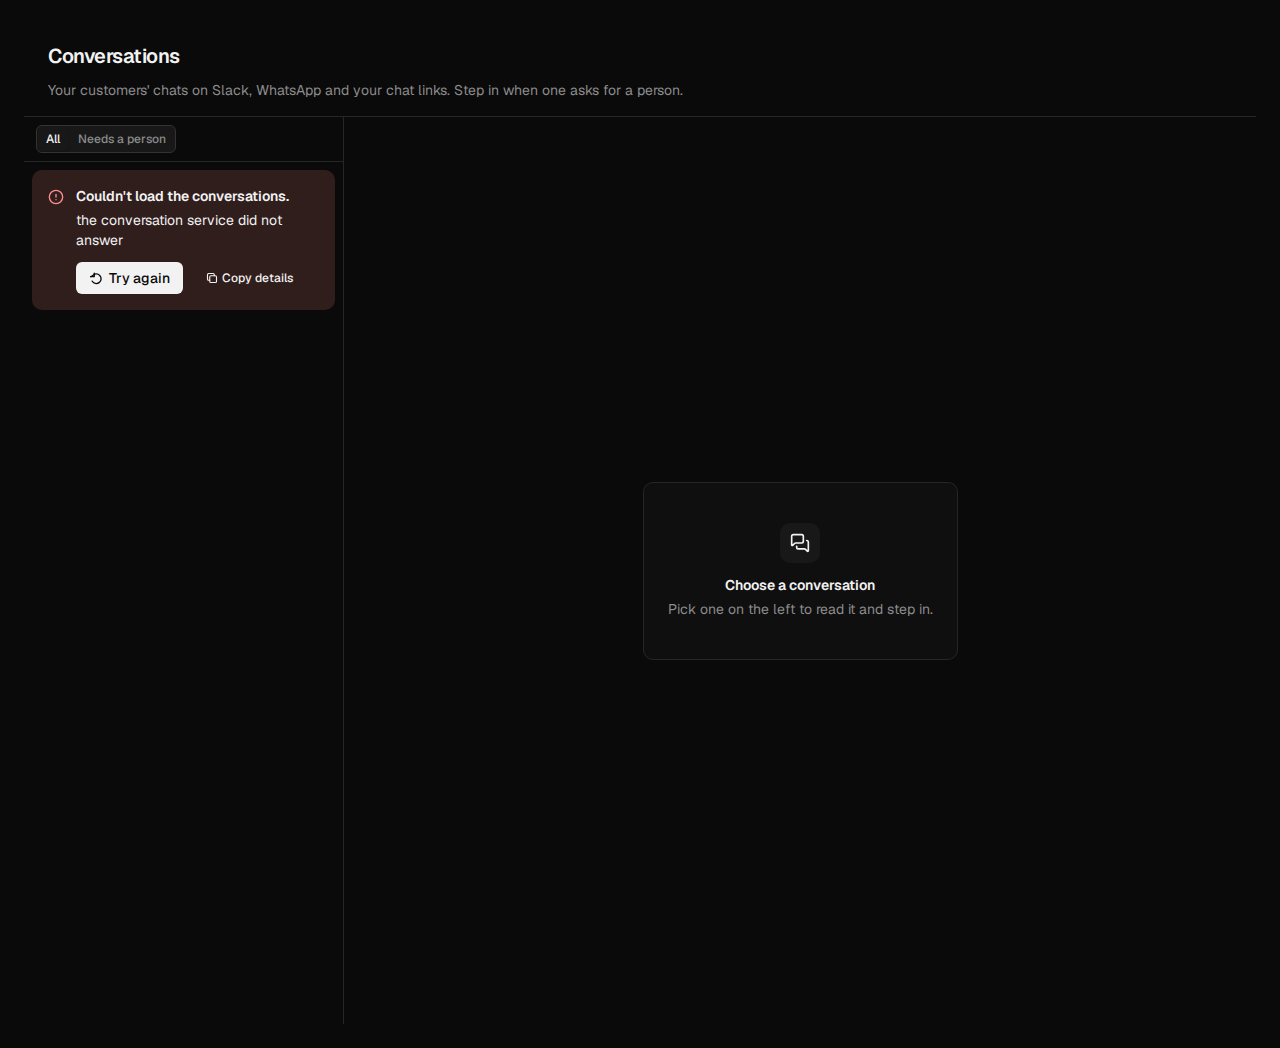 Conversations
Your customers' chats on Slack, WhatsApp and your chat links. Step in when one asks for a person.
All
Needs a person
Couldn't load the conversations.
the conversation service did not
answer
Try again
Copy details
Choose a conversation
Pick one on the left to read it and step in.